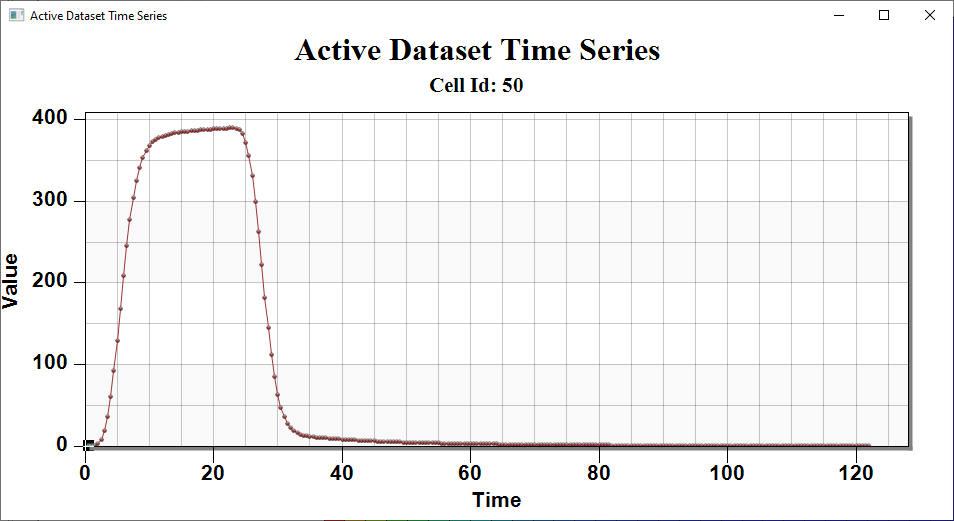 Active Dataset Time Series
Active Dataset Time Series
Cell Id: 50
400
300
200
100
0
Value
0 20 40 60 80 100 120
Time